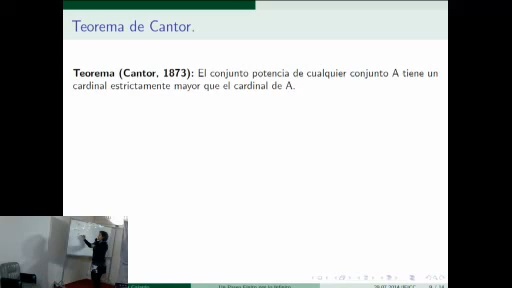 Teorema de Cantor.
Teorema (Cantor, 1873): El conjunto potencia de cualquier conjunto A tiene un
cardinal estrictamente mayor que el cardinal de A.